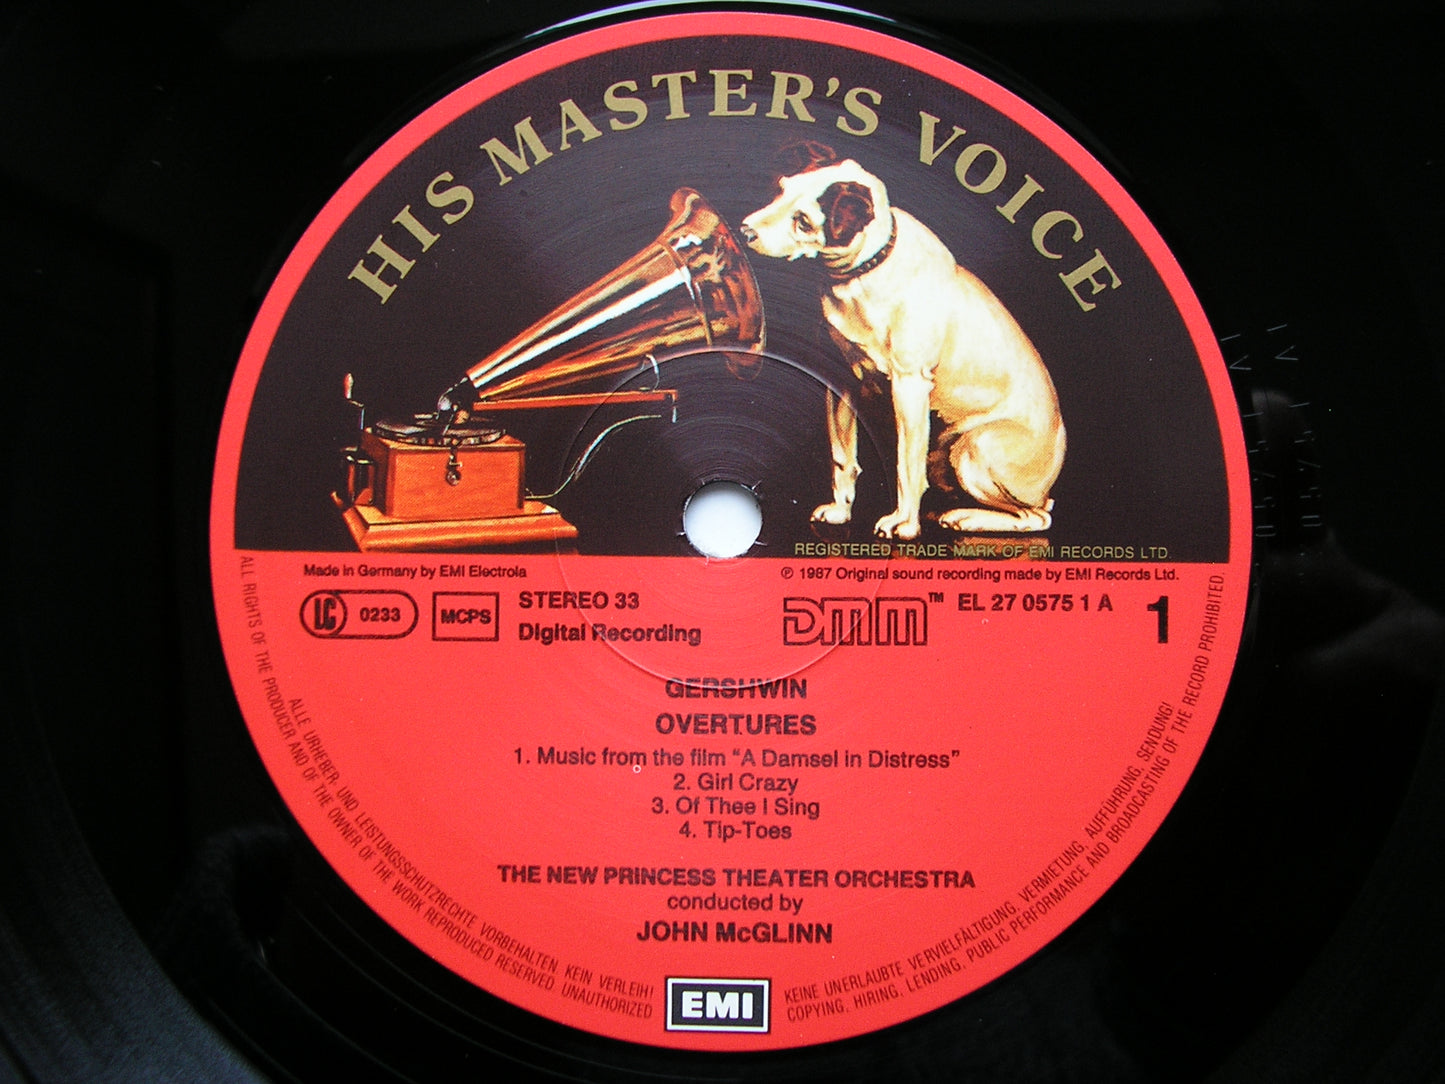 HIS MASTER'S VOICE
REGISTERED TRADE MARK OF EMI RECORDS LTD.
Made in Germany by EMI Electrola
℗ 1987 Original sound recording made by EMI Records Ltd.
LC 0233
MCPS
STEREO 33
Digital Recording
DMM™
EL 27 0575 1 A
1
GERSHWIN
OVERTURES
1. Music from the film “A Damsel in Distress”
2. Girl Crazy
3. Of Thee I Sing
4. Tip-Toes
THE NEW PRINCESS THEATER ORCHESTRA
conducted by
JOHN McGLINN
ALLE URHEBER- UND LEISTUNGSSCHUTZRECHTE VORBEHALTEN KEIN VERLEIH! KEINE UNERLAUBTE VERVIELFÄLTIGUNG, VERMIETUNG, AUFFÜHRUNG, SENDUNG!
ALL RIGHTS OF THE PRODUCER AND OF THE OWNER OF THE WORK REPRODUCED RESERVED. UNAUTHORIZED COPYING, HIRING, LENDING, PUBLIC PERFORMANCE AND BROADCASTING OF THE RECORD PROHIBITED.
EMI